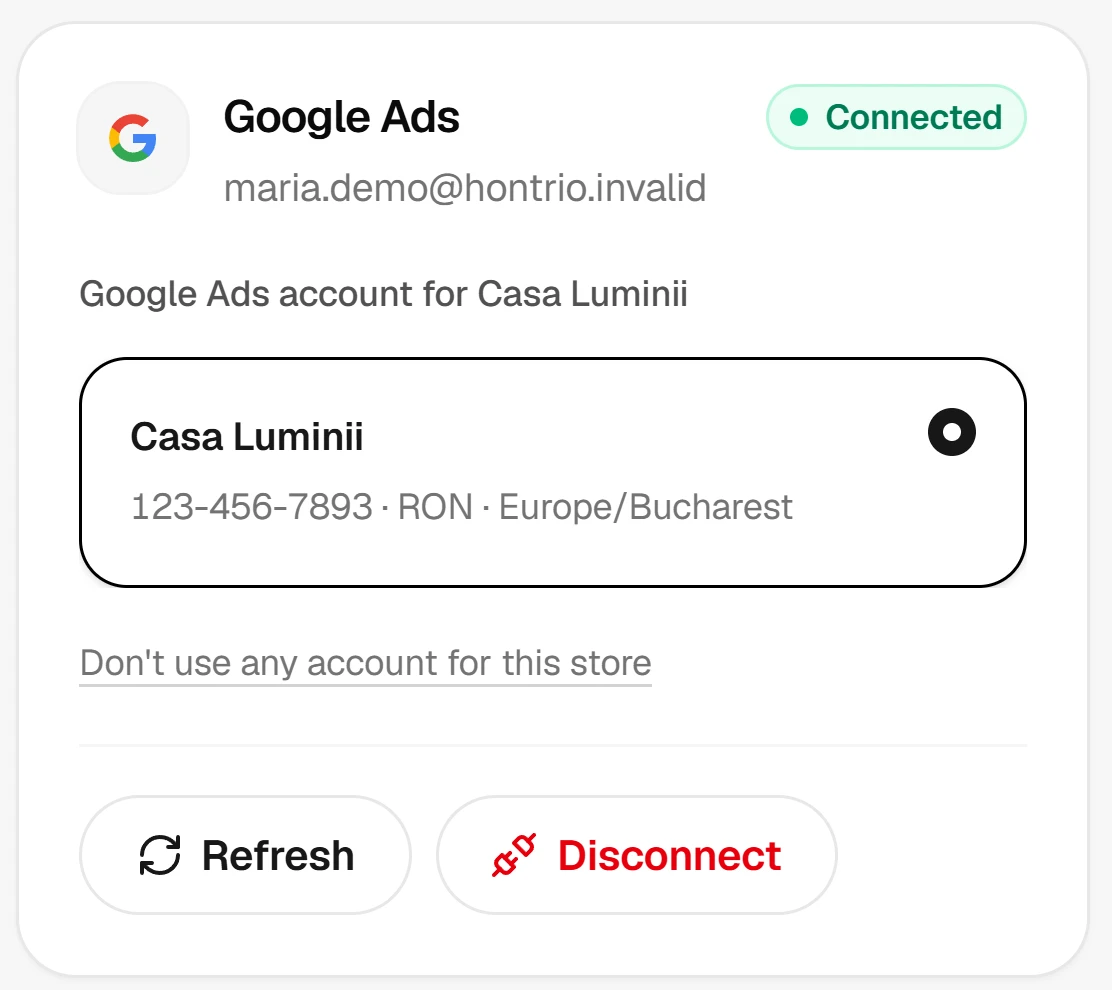 Google Ads
Connected
maria.demo@hontrio.invalid
Google Ads account for Casa Luminii
Casa Luminii
123-456-7893 · RON · Europe/Bucharest
Don't use any account for this store
Refresh
Disconnect